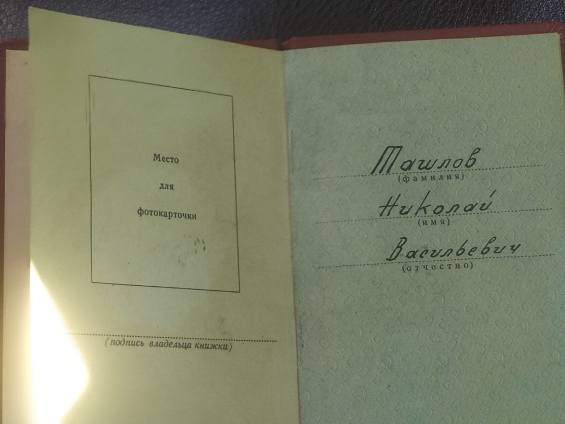 Место
для
фотокарточки
(подпись владельца книжки)
Ташлов
(фамилия)
Николай
(имя)
Васильевич
(отчество)